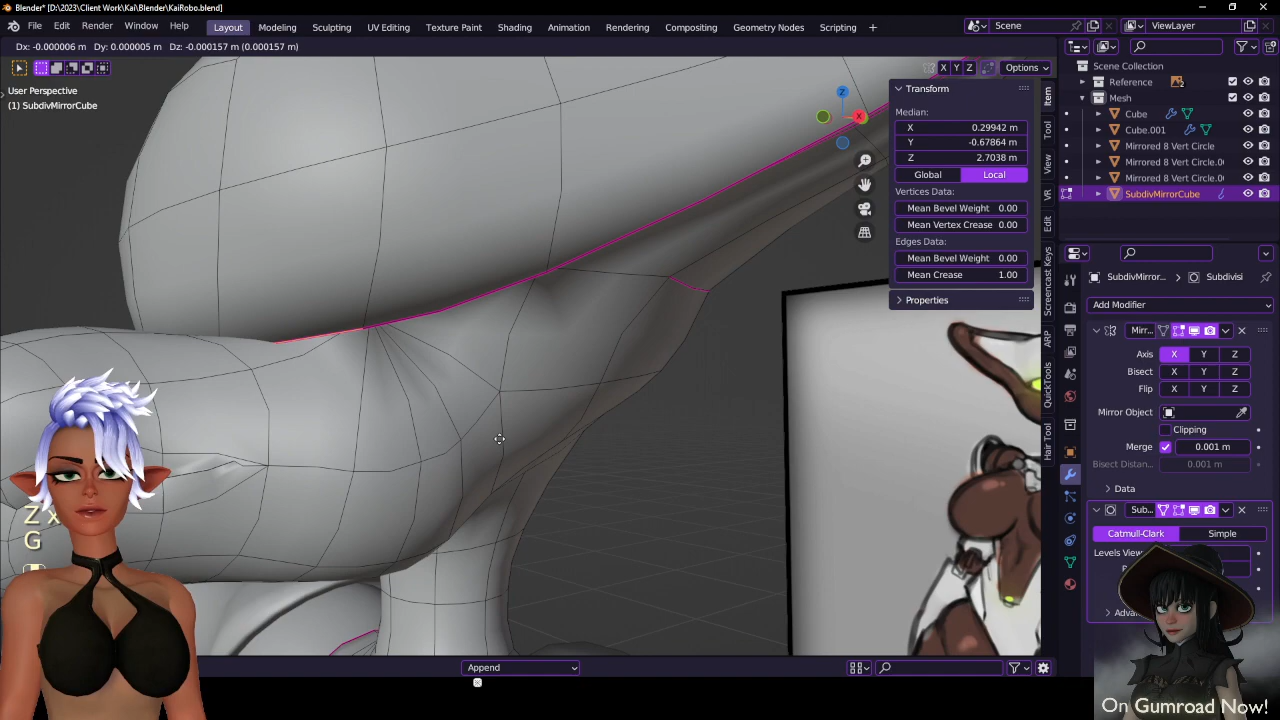 Blender* [D:\2023\Client Work\Kai\Blender\KaiRobo.blend]
File Edit Render Window Help Layout Modeling Sculpting UV Editing Texture Paint Shading Animation Rendering Compositing Geometry Nodes Scripting + Scene ViewLayer
Dx: -0.000006 m Dy: 0.000005 m Dz: -0.000157 m (0.000157 m)
X Y Z Options
User Perspective
(1) SubdivMirrorCube
Z
X
Transform
Median:
X 0.29942 m
Y -0.67864 m
Z 2.7038 m
Global Local
Vertices Data:
Mean Bevel Weight 0.00
Mean Vertex Crease 0.00
Edges Data:
Mean Bevel Weight 0.00
Mean Crease 1.00
Properties
Item
Tool
View
VR
Edit
Screencast Keys
ARP
QuickTools
Hair Tool
Scene Collection
Reference 2
Mesh
Cube
Cube.001
Mirrored 8 Vert Circle
Mirrored 8 Vert Circle.0
Mirrored 8 Vert Circle.0
SubdivMirrorCube
SubdivMirror... Subdivisi
Add Modifier
Mirr...
Axis X Y Z
Bisect X Y Z
Flip X Y Z
Mirror Object
Clipping
Merge 0.001 m
Bisect Distan... 0.001 m
Data
Sub...
Catmull-Clark Simple
Levels View
Adva
Z x
G
Append
On Gumroad Now!